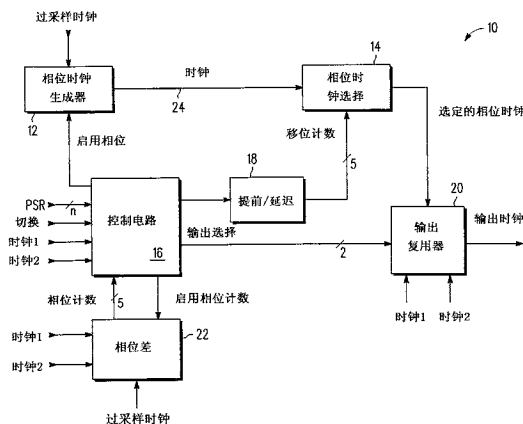 过采样时钟
10
相位时钟
生成器
12
时钟
24
14
相位时
钟选择
选定的相位时钟
启用相位
移位计数
5
18
提前/延迟
PSR
n
切换
时钟1
时钟2
控制电路
16
输出选择
2
20
输出
复用器
输出时钟
时钟1
时钟2
相位计数
5
启用相位计数
时钟1
时钟2
相位差
22
过采样时钟